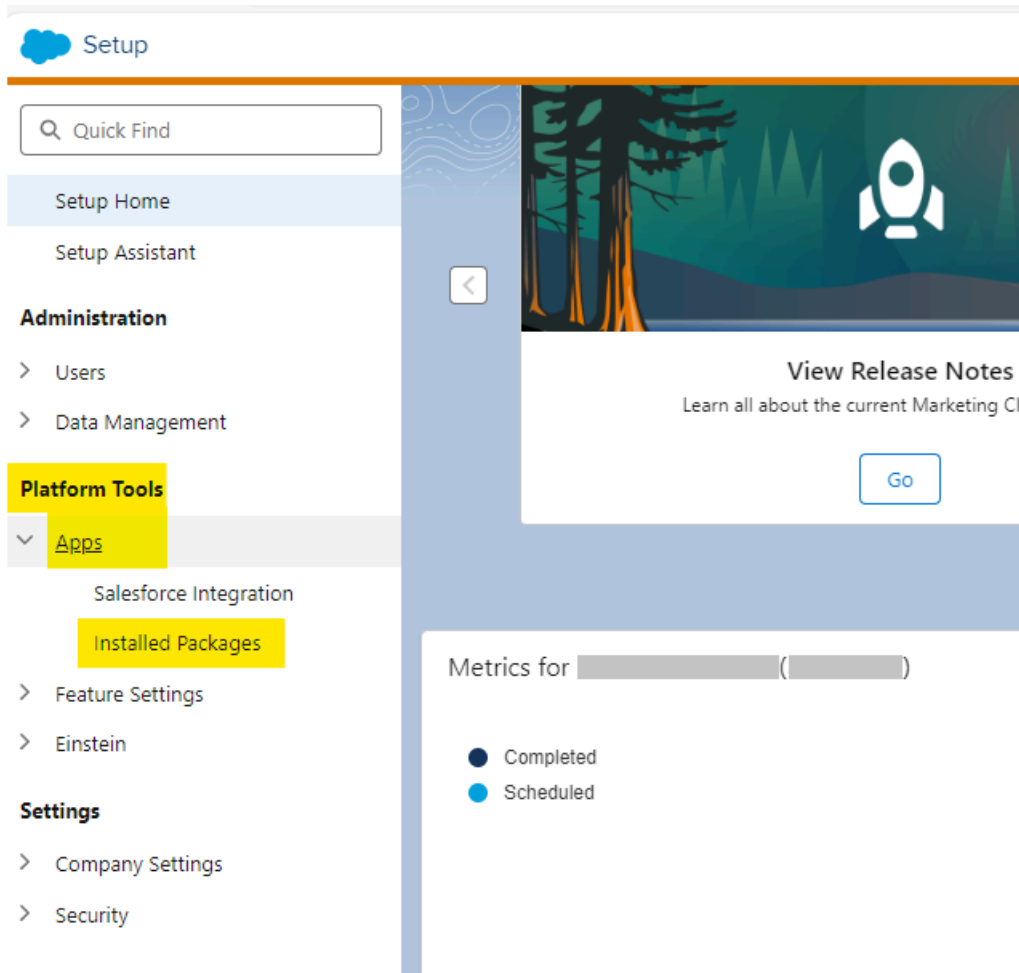 Setup
Quick Find
Setup Home
Setup Assistant
Administration
Users
Data Management
Platform Tools
Apps
Salesforce Integration
Installed Packages
Feature Settings
Einstein
Settings
Company Settings
Security
View Release Notes
Learn all about the current Marketing
Go
Metrics for ( )
Completed
Scheduled